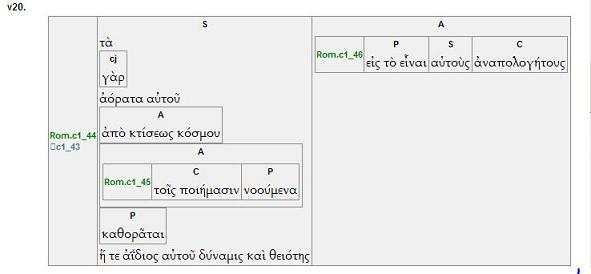 v20.
S A
τὰ
cj
γὰρ
Rom.c1_46 P S C
εἰς τὸ εἶναι αὐτοὺς ἀναπολογήτους
ἀόρατα αὐτοῦ
A
ἀπὸ κτίσεως κόσμου
Rom.c1_44
c1_43
A
Rom.c1_45 C P
τοῖς ποιήμασιν νοούμενα
P
καθορᾶται
ἥ τε ἀΐδιος αὐτοῦ δύναμις καὶ θειότης